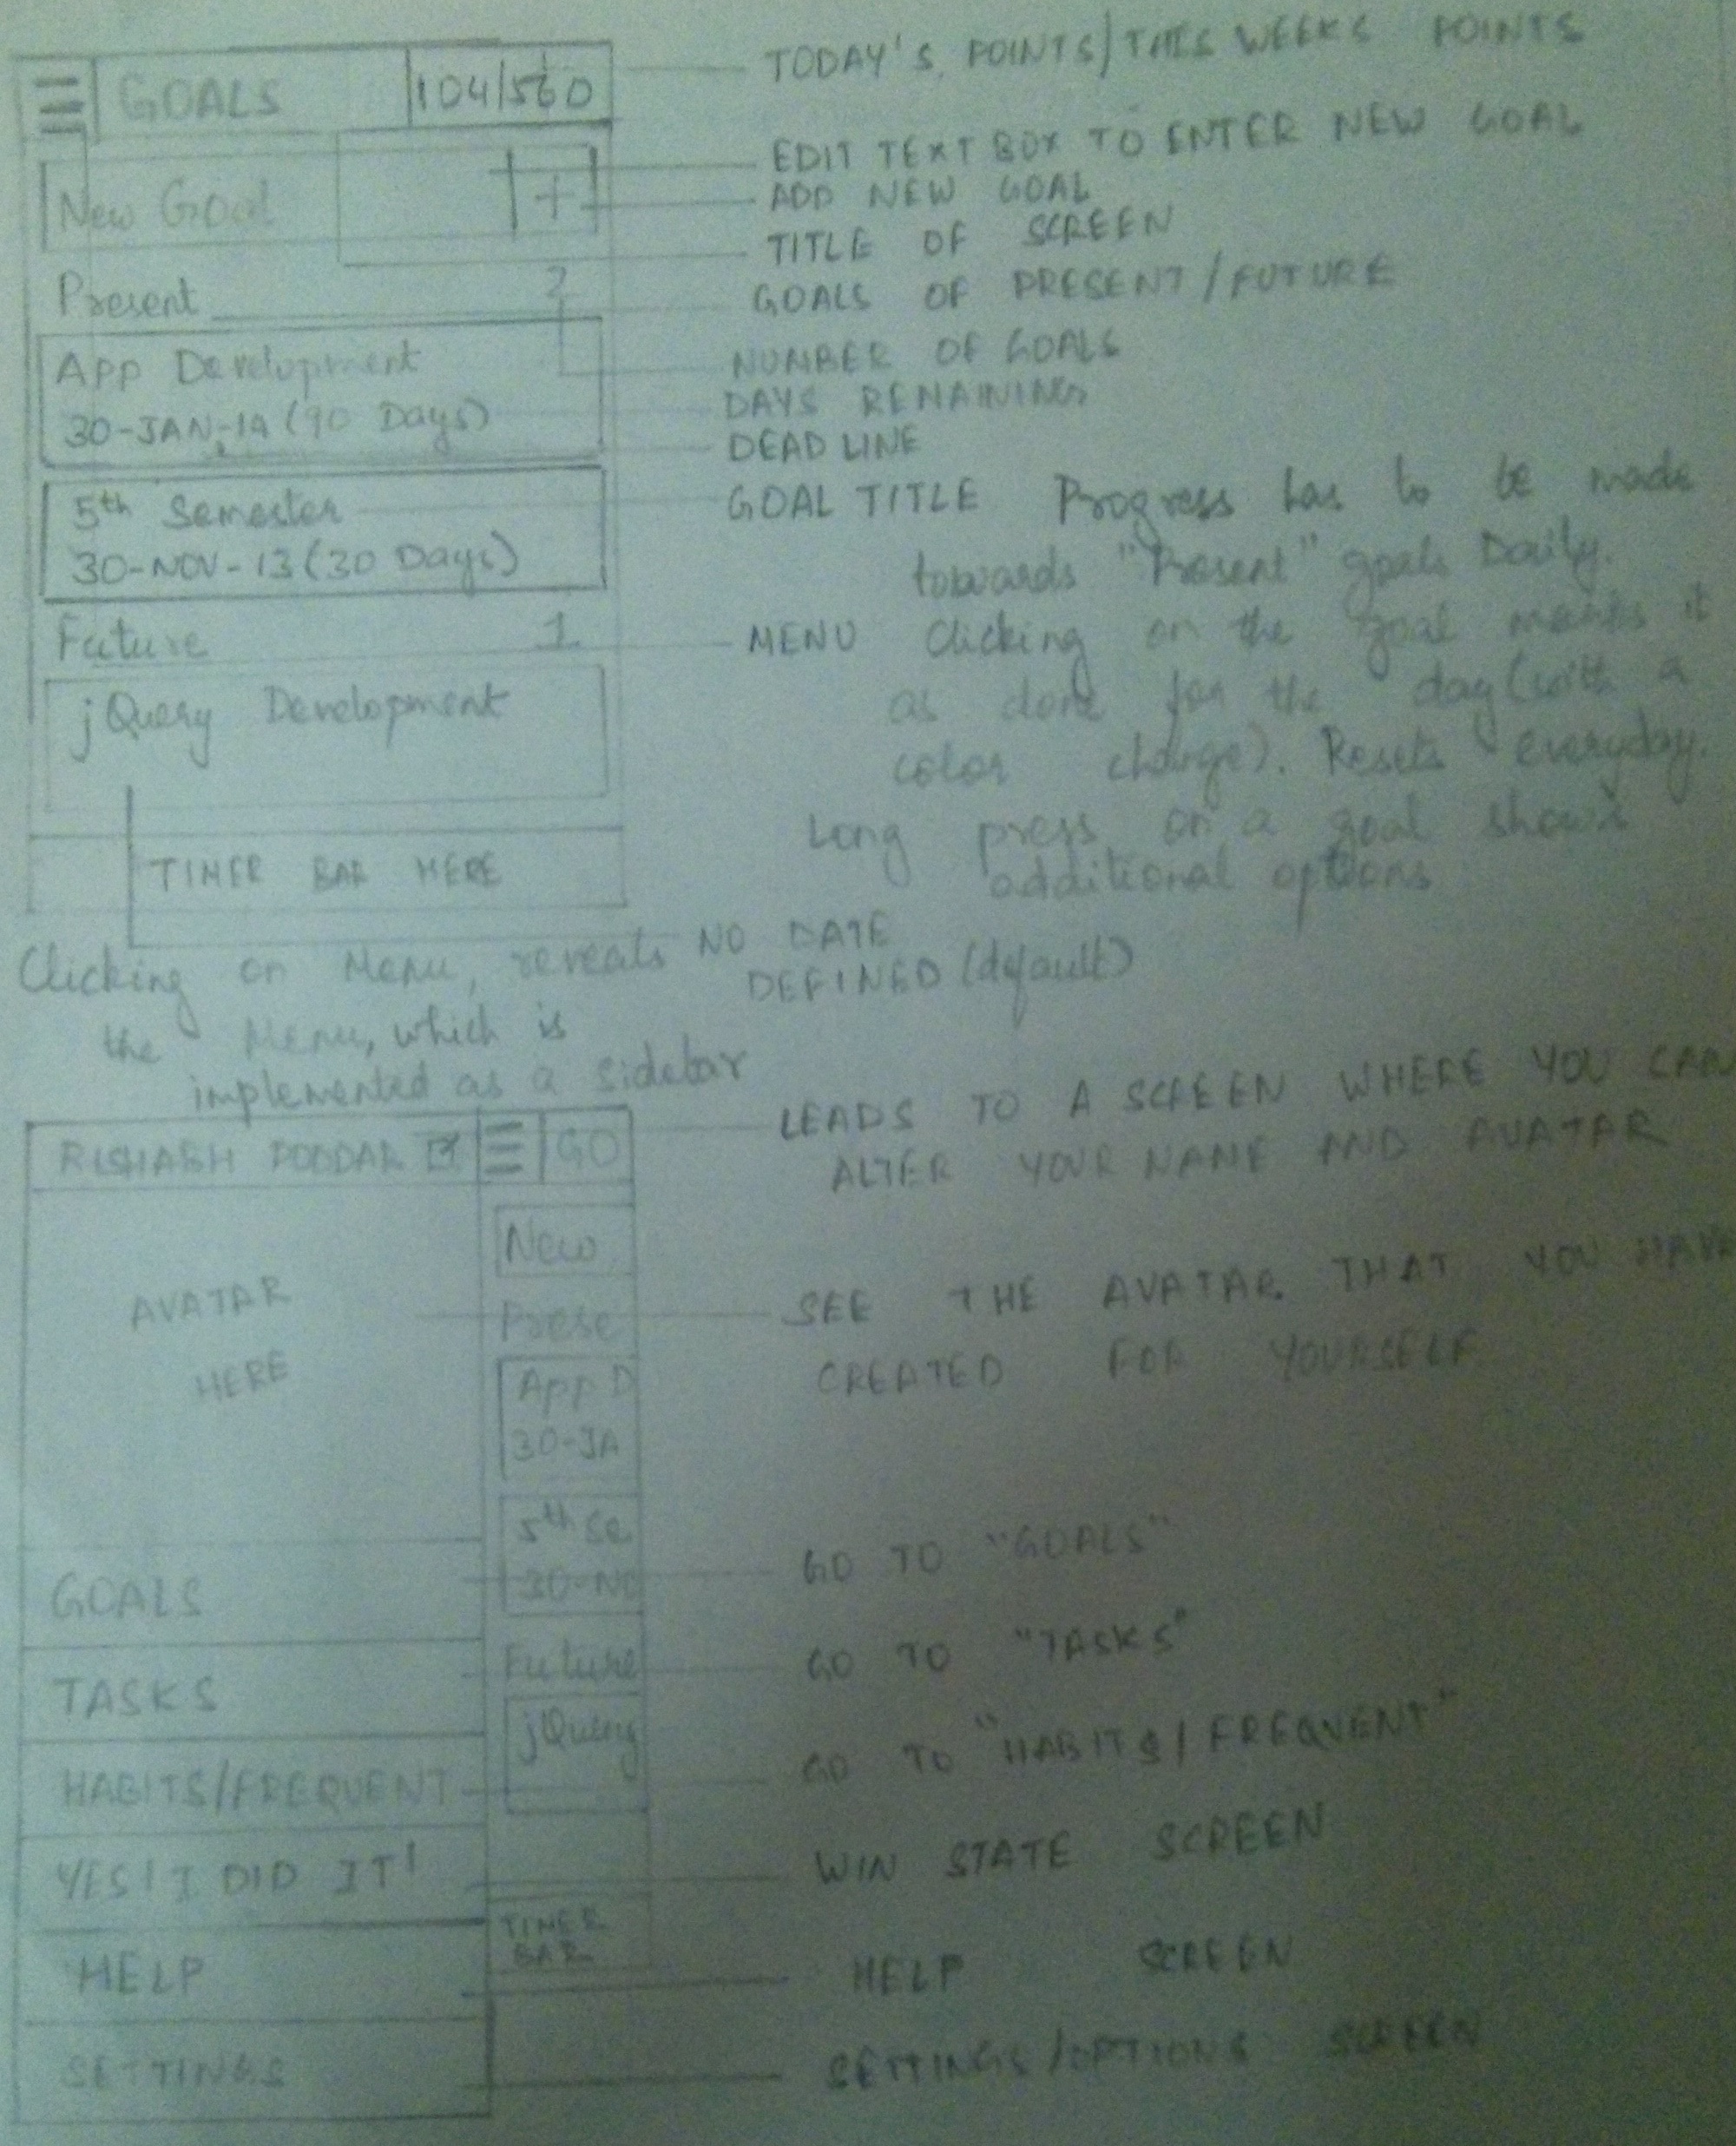 GOALS 104/560 TODAY'S POINTS/THIS WEEKS POINTS
EDIT TEXT BOX TO ENTER NEW GOAL
New Goal + ADD NEW GOAL
TITLE OF SCREEN
Present 2 GOALS OF PRESENT/FUTURE
App Development NUMBER OF GOALS
30-JAN-14 (90 Days) DAYS REMAINING
DEAD LINE
5th Semester GOAL TITLE Progress has to be made
30-NOV-13 (30 Days) towards "Present" goals Daily.
Future 1 MENU Clicking on the goal marks it
jQuery Development as done for the day (with a
color change). Resets everyday.
Long press on a goal shows
TIMER BAR HERE additional options
Clicking on Menu, reveals NO DATE
DEFINED (default)
the Menu, which is
implemented as a sidebar
LEADS TO A SCREEN WHERE YOU CAN
RISHABH PODDAR GO ALTER YOUR NAME AND AVATAR
New
AVATAR Prese SEE THE AVATAR THAT YOU HAVE
HERE App D CREATED FOR YOURSELF
30-JA
5th Se
GOALS 30-NO GO TO "GOALS"
TASKS Future GO TO "TASKS"
jQuery
HABITS/FREQUENT GO TO "HABITS/FREQUENT"
YES! I DID IT! WIN STATE SCREEN
TIMER
BAR
HELP HELP SCREEN
SETTINGS SETTINGS/OPTIONS SCREEN